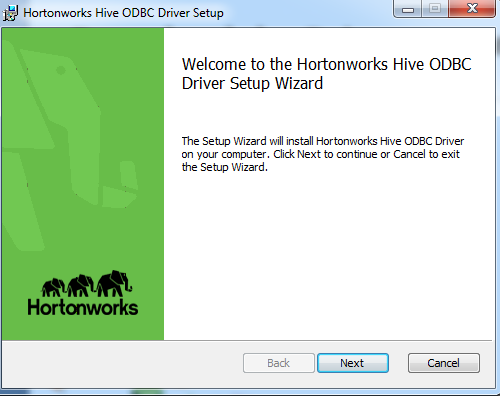 Hortonworks Hive ODBC Driver Setup
Welcome to the Hortonworks Hive ODBC
Driver Setup Wizard
The Setup Wizard will install Hortonworks Hive ODBC Driver
on your computer. Click Next to continue or Cancel to exit
the Setup Wizard.
Hortonworks
Back Next Cancel